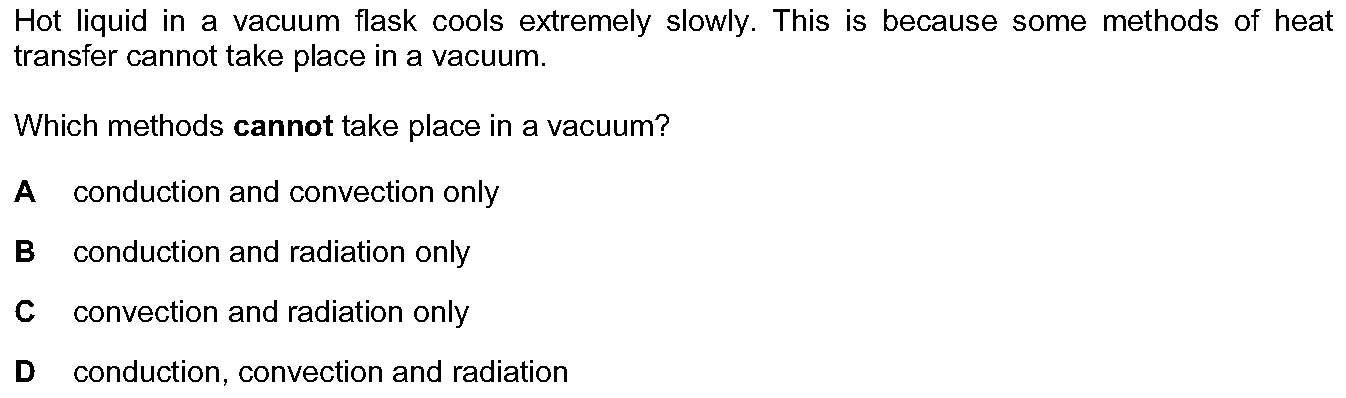 Hot liquid in a vacuum flask cools extremely slowly. This is because some methods of heat
transfer cannot take place in a vacuum.
Which methods cannot take place in a vacuum?
A conduction and convection only
B conduction and radiation only
C convection and radiation only
D conduction, convection and radiation